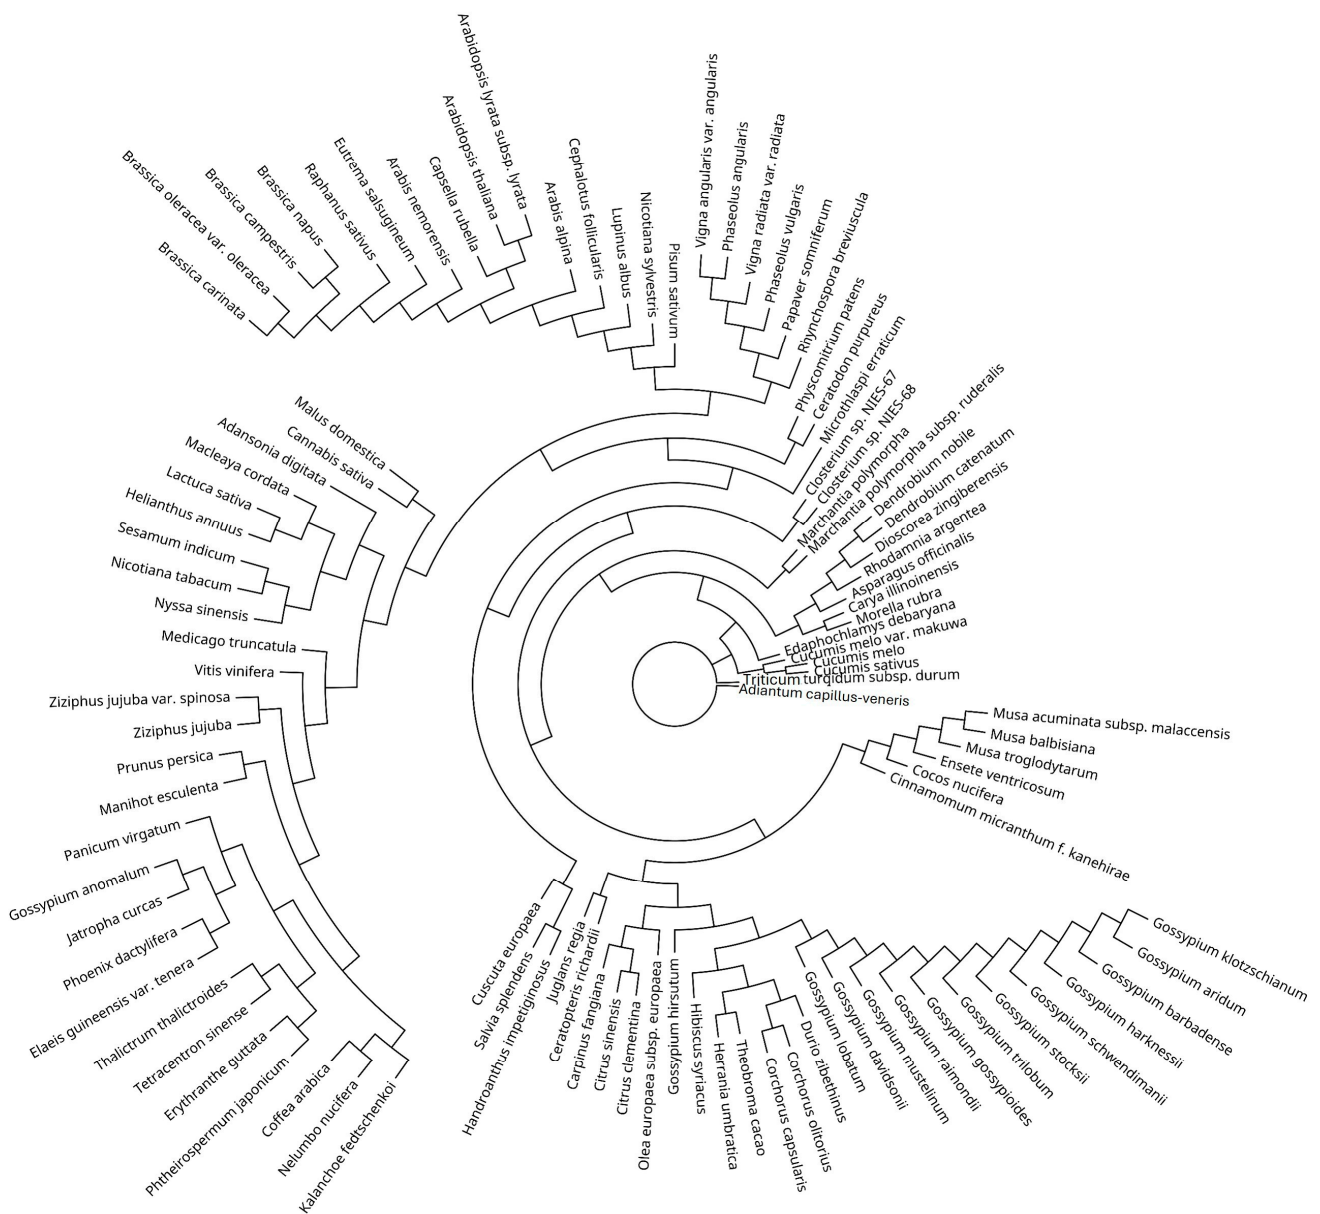 Arabidopsis lyrata subsp. lyrata
Arabidopsis thaliana
Capsella rubella
Arabis nemorensis
Eutrema salsugineum
Raphanus sativus
Brassica napus
Brassica campestris
Brassica oleracea var. oleracea
Brassica carinata
Arabis alpina
Cephalotus follicularis
Lupinus albus
Nicotiana sylvestris
Pisum sativum
Vigna angularis var. angularis
Phaseolus angularis
Vigna radiata var. radiata
Phaseolus vulgaris
Papaver somniferum
Rhynchospora breviuscula
Physcomitrium patens
Ceratodon purpureus
Microthlaspi erraticum
Closterium sp. NIES-67
Closterium sp. NIES-68
Marchantia polymorpha
Marchantia polymorpha subsp. ruderalis
Dendrobium nobile
Dendrobium catenatum
Dioscorea zingiberensis
Rhodamnia argentea
Asparagus officinalis
Carya illinoinensis
Morella rubra
Edaphochlamys debaryana
Cucumis melo var. makuwa
Cucumis melo
Cucumis sativus
Triticum turgidum subsp. durum
Adiantum capillus-veneris
Musa acuminata subsp. malaccensis
Musa balbisiana
Musa troglodytarum
Ensete ventricosum
Cocos nucifera
Cinnamomum micranthum f. kanehirae
Gossypium klotzschianum
Gossypium aridum
Gossypium barbadense
Gossypium harknessii
Gossypium schwendimanii
Gossypium stocksii
Gossypium trilobum
Gossypium gossypioides
Gossypium raimondii
Gossypium mustelinum
Gossypium davidsonii
Gossypium lobatum
Durio zibethinus
Corchorus olitorius
Corchorus capsularis
Theobroma cacao
Herrania umbratica
Hibiscus syriacus
Gossypium hirsutum
Olea europaea subsp. europaea
Citrus clementina
Citrus sinensis
Carpinus fangiana
Ceratopteris richardii
Juglans regia
Handroanthus impetiginosus
Salvia splendens
Cuscuta europaea
Kalanchoe fedtschenkoi
Nelumbo nucifera
Coffea arabica
Phtheirospermum japonicum
Erythranthe guttata
Tetracentron sinense
Thalictrum thalictroides
Elaeis guineensis var. tenera
Phoenix dactylifera
Jatropha curcas
Gossypium anomalum
Panicum virgatum
Manihot esculenta
Prunus persica
Ziziphus jujuba
Ziziphus jujuba var. spinosa
Vitis vinifera
Medicago truncatula
Nyssa sinensis
Nicotiana tabacum
Sesamum indicum
Helianthus annuus
Lactuca sativa
Macleaya cordata
Adansonia digitata
Cannabis sativa
Malus domestica